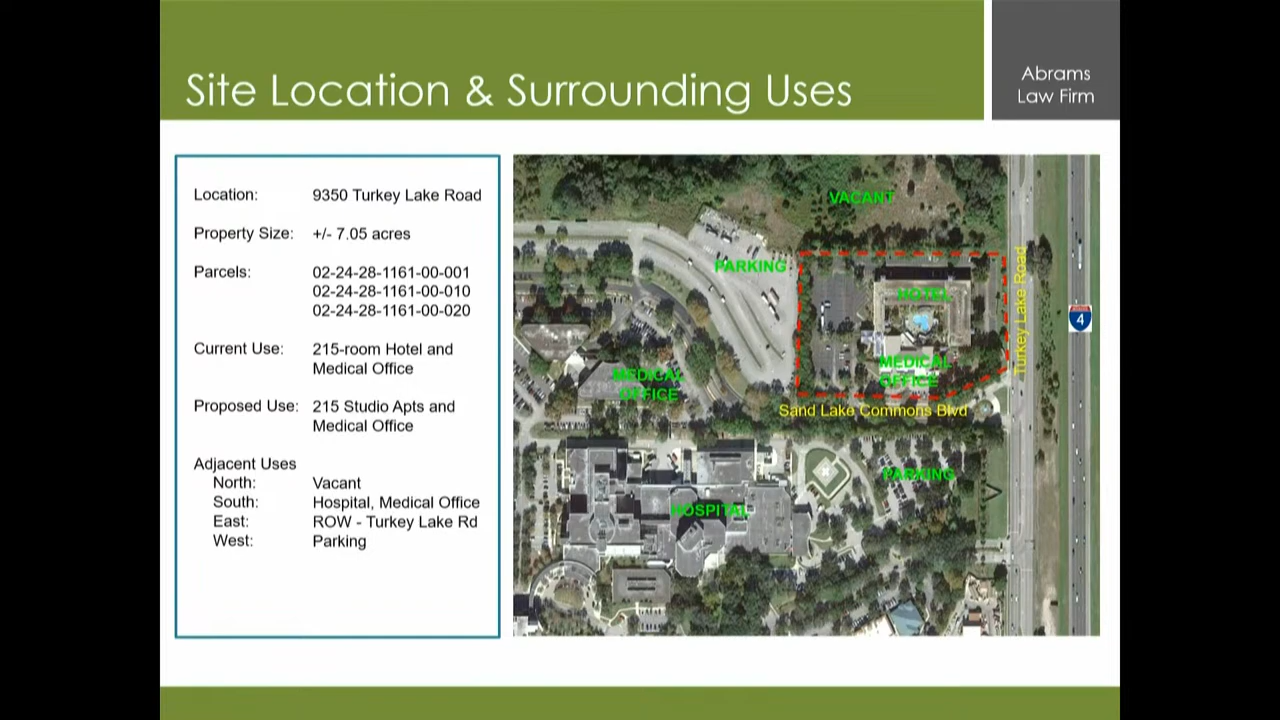 Site Location & Surrounding Uses
Abrams
Law Firm
Location: 9350 Turkey Lake Road
Property Size: +/- 7.05 acres
Parcels: 02-24-28-1161-00-001
02-24-28-1161-00-010
02-24-28-1161-00-020
Current Use: 215-room Hotel and
Medical Office
Proposed Use: 215 Studio Apts and
Medical Office
Adjacent Uses
North: Vacant
South: Hospital, Medical Office
East: ROW - Turkey Lake Rd
West: Parking
VACANT
PARKING
HOTEL
Turkey Lake Road
4
MEDICAL
OFFICE
MEDICAL
OFFICE
Sand Lake Commons Blvd
PARKING
HOSPITAL